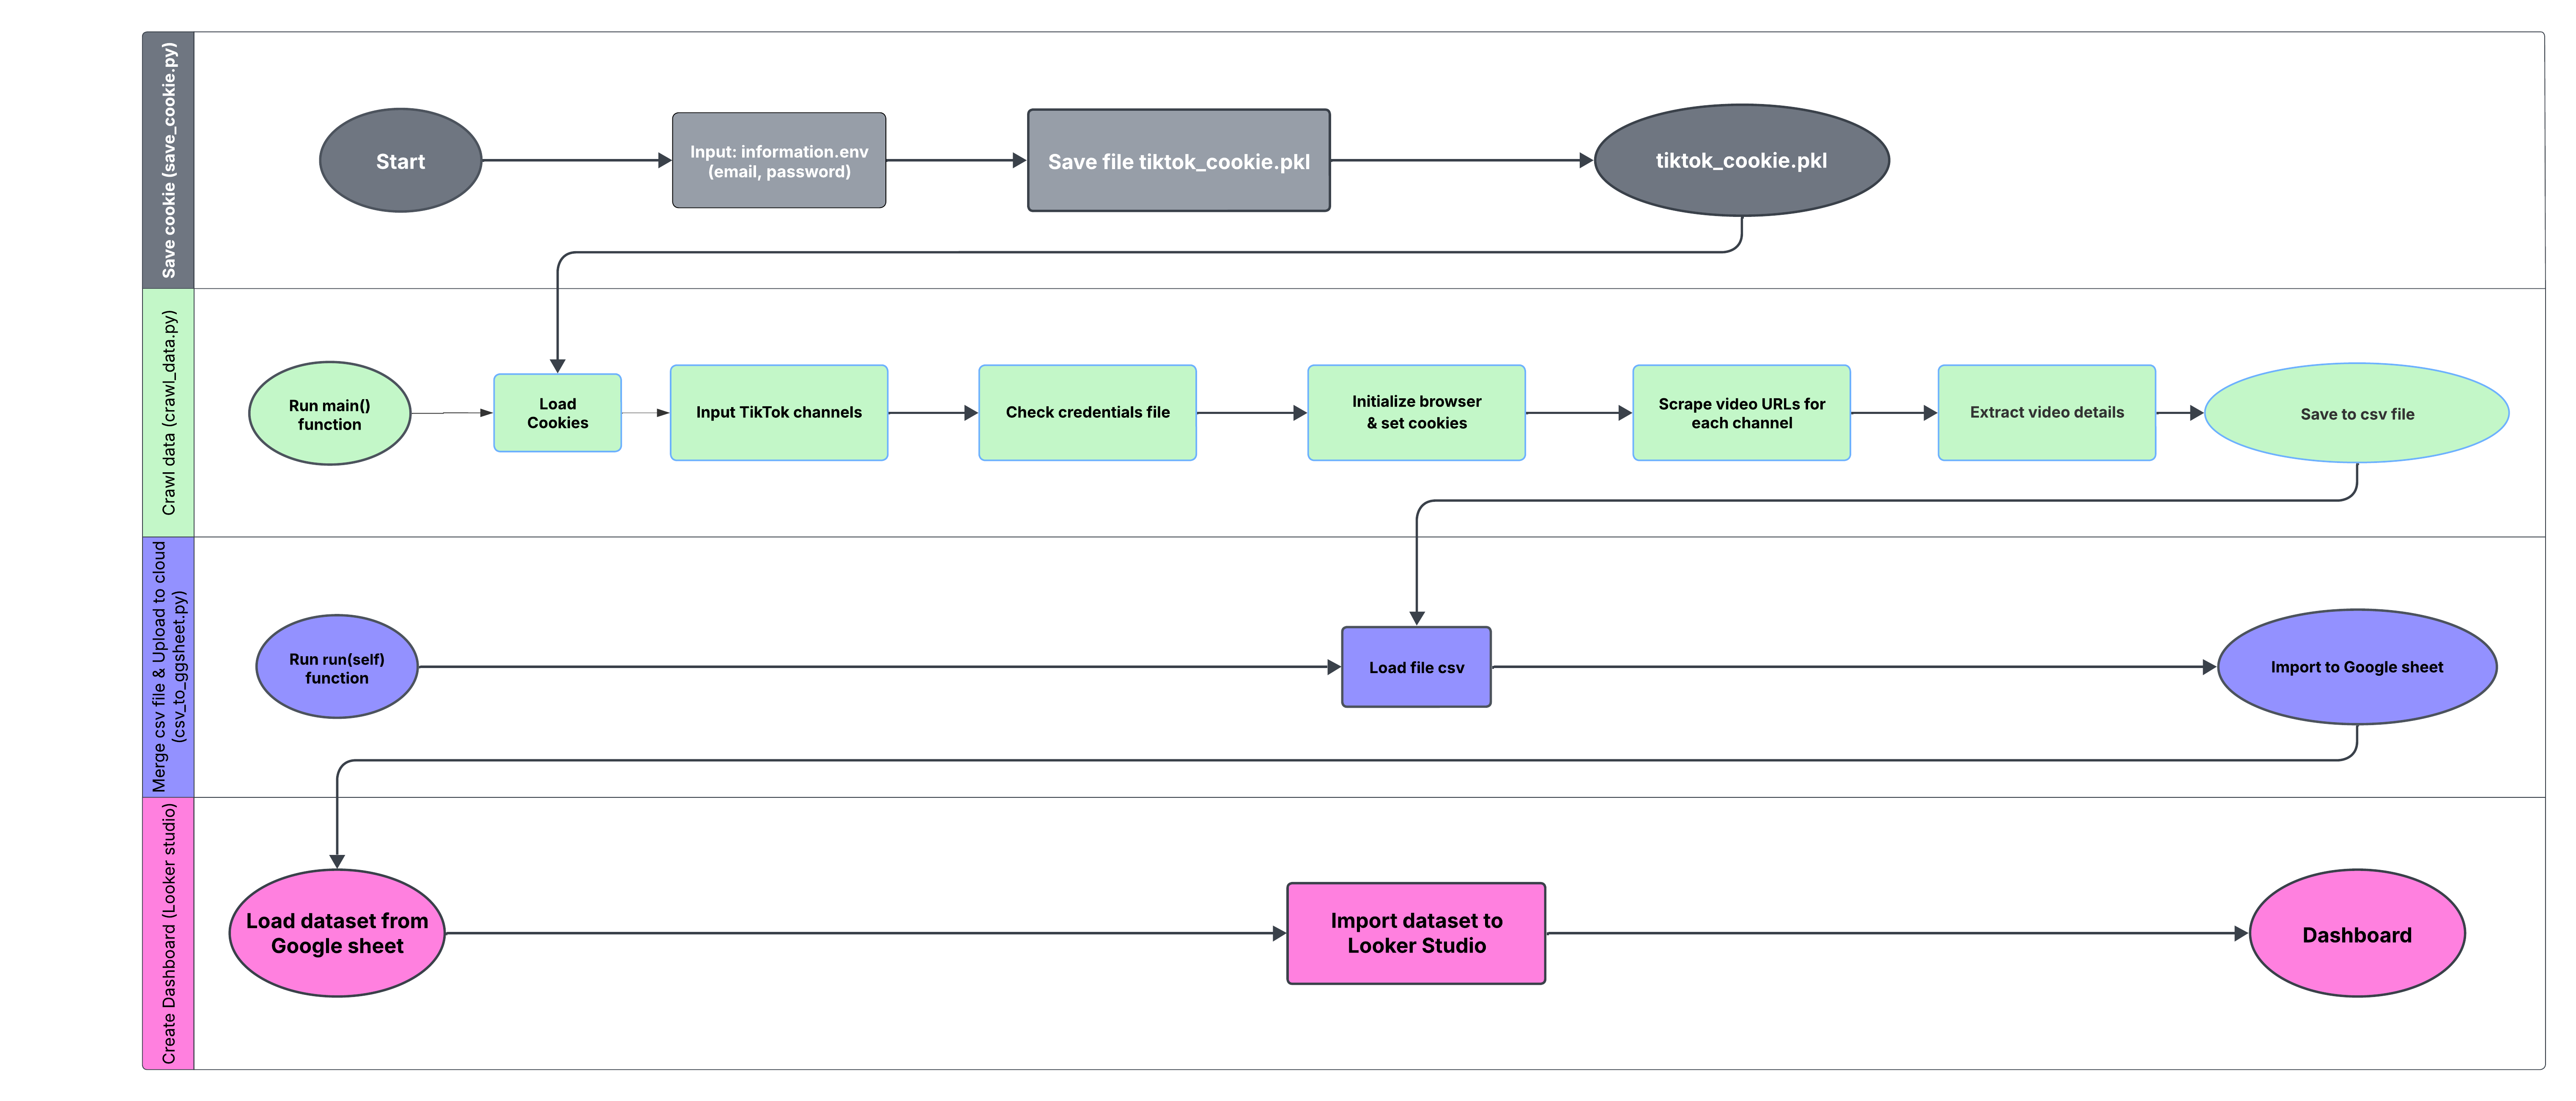 Save cookie (save_cookie.py)
Start
Input: information.env
(email, password)
Save file tiktok_cookie.pkl
tiktok_cookie.pkl
Crawl data (crawl_data.py)
Run main()
function
Load
Cookies
Input TikTok channels
Check credentials file
Initialize browser
& set cookies
Scrape video URLs for
each channel
Extract video details
Save to csv file
Merge csv file & Upload to cloud
(csv_to_ggsheet.py)
Run run(self)
function
Load file csv
Import to Google sheet
Create Dashboard (Looker studio)
Load dataset from
Google sheet
Import dataset to
Looker Studio
Dashboard